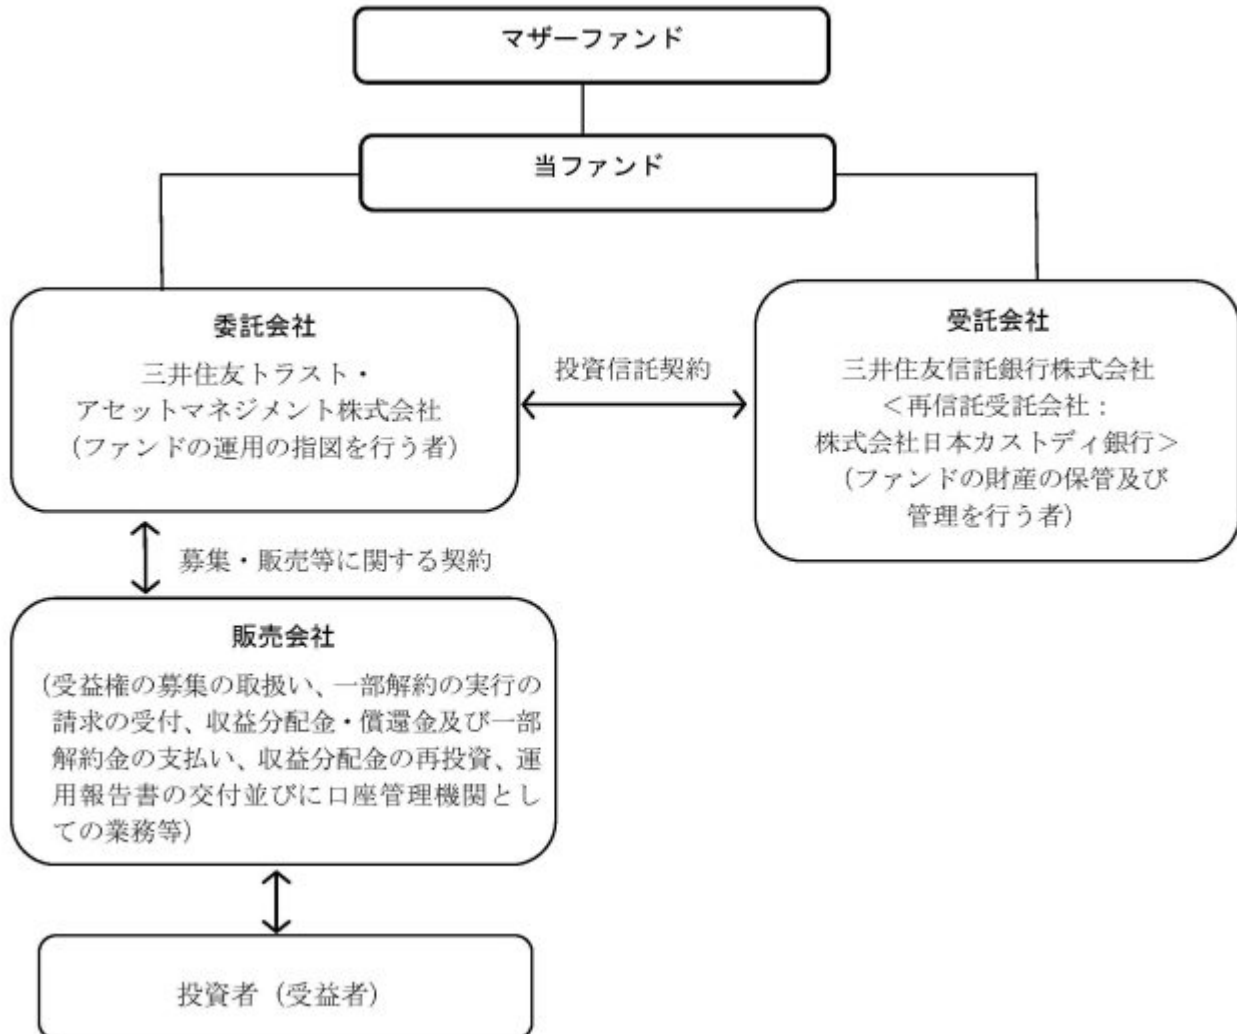 マザーファンド
当ファンド
委託会社
三井住友トラスト・
アセットマネジメント株式会社
（ファンドの運用の指図を行う者）
投資信託契約
受託会社
三井住友信託銀行株式会社
＜再信託受託会社：
株式会社日本カストディ銀行＞
（ファンドの財産の保管及び
管理を行う者）
募集・販売等に関する契約
販売会社
（受益権の募集の取扱い、一部解約の実行の
請求の受付、収益分配金・償還金及び一部
解約金の支払い、収益分配金の再投資、運
用報告書の交付並びに口座管理機関とし
ての業務等）
投資者（受益者）